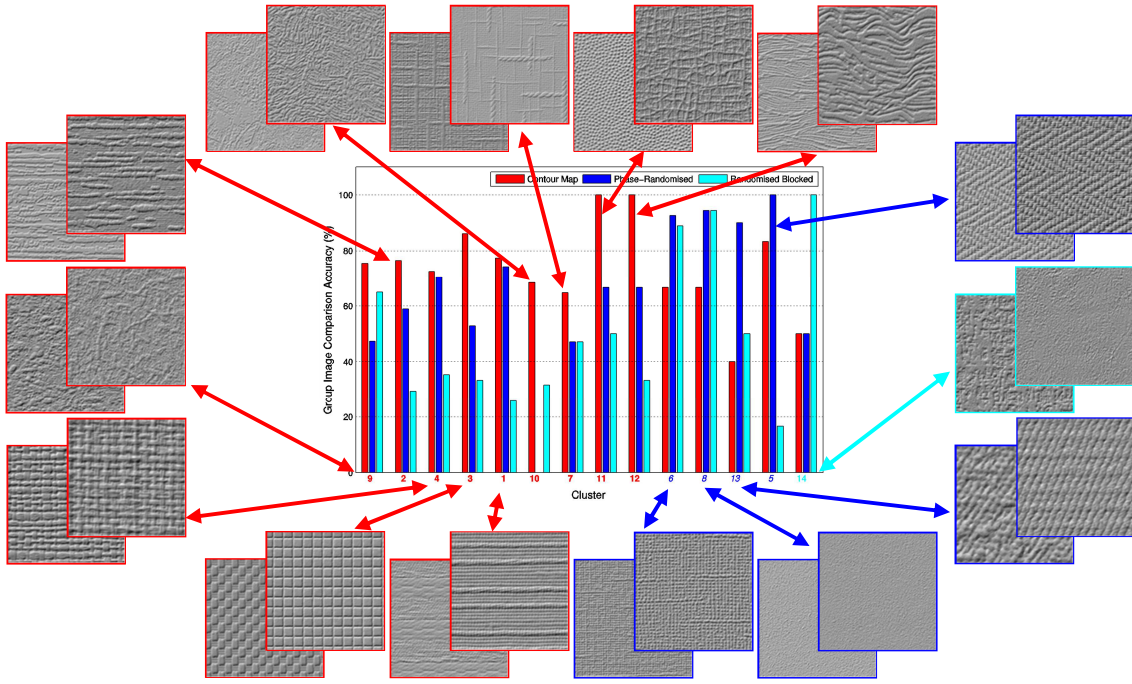 Contour Map Phase-Randomised Randomised Blocked
100
80
60
40
20
0
Group Image Comparison Accuracy (%)
9 2 4 3 1 10 7 11 12 6 8 13 5 14
Cluster